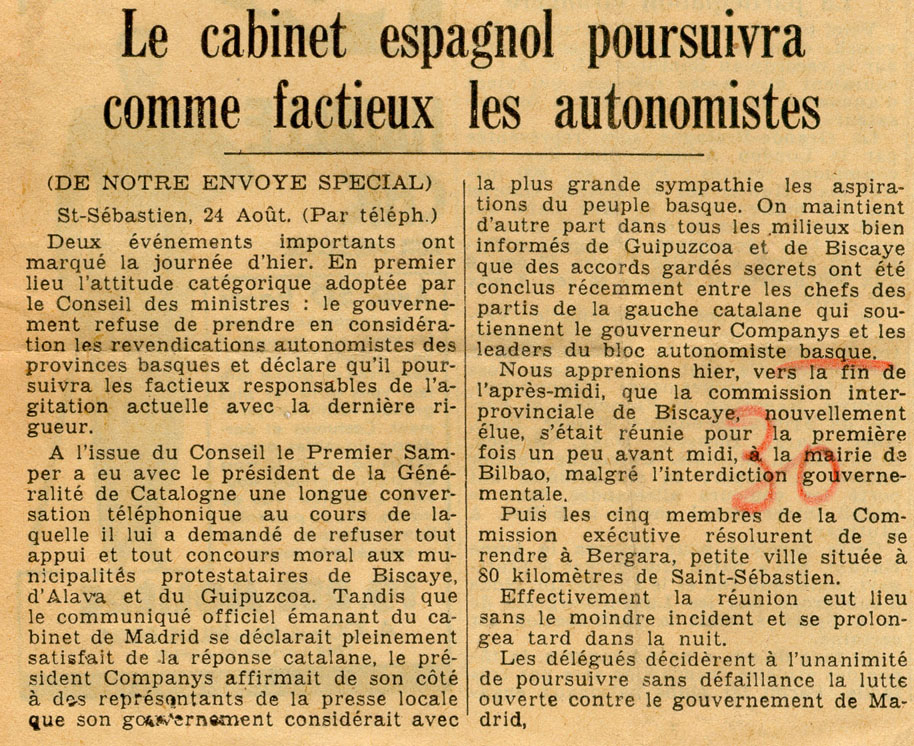 Le cabinet espagnol poursuivra
comme factieux les autonomistes
(DE NOTRE ENVOYE SPECIAL)
St-Sébastien, 24 Août. (Par téléph.)
Deux événements importants ont
marqué la journée d'hier. En premier
lieu l'attitude catégorique adoptée par
le Conseil des ministres : le gouverne-
ment refuse de prendre en considéra-
tion les revendications autonomistes des
provinces basques et déclare qu'il pour-
suivra les factieux responsables de l'a-
gitation actuelle avec la dernière ri-
gueur.
A l'issue du Conseil le Premier Sam-
per a eu avec le président de la Géné-
ralité de Catalogne une longue conver-
sation téléphonique au cours de la-
quelle il lui a demandé de refuser tout
appui et tout concours moral aux mu-
nicipalités protestataires de Biscaye,
d'Alava et du Guipuzcoa. Tandis que
le communiqué officiel émanant du ca-
binet de Madrid se déclarait pleinement
satisfait de la réponse catalane, le pré-
sident Companys affirmait de son côté
à des représentants de la presse locale
que son gouvernement considérait avec
la plus grande sympathie les aspira-
tions du peuple basque. On maintient
d'autre part dans tous les milieux bien
informés de Guipuzcoa et de Biscaye
que des accords gardés secrets ont été
conclus récemment entre les chefs des
partis de la gauche catalane qui sou-
tiennent le gouverneur Companys et les
leaders du bloc autonomiste basque.
Nous apprenions hier, vers la fin de
l'après-midi, que la commission inter-
provinciale de Biscaye, nouvellement
élue, s'était réunie pour la première
fois un peu avant midi, à la mairie de
Bilbao, malgré l'interdiction gouverne-
mentale.
Puis les cinq membres de la Com-
mission exécutive résolurent de se
rendre à Bergara, petite ville située à
80 kilomètres de Saint-Sébastien.
Effectivement la réunion eut lieu
sans le moindre incident et se prolon-
gea tard dans la nuit.
Les délégués décidèrent à l'unanimité
de poursuivre sans défaillance la lutte
ouverte contre le gouvernement de Ma-
drid,
30